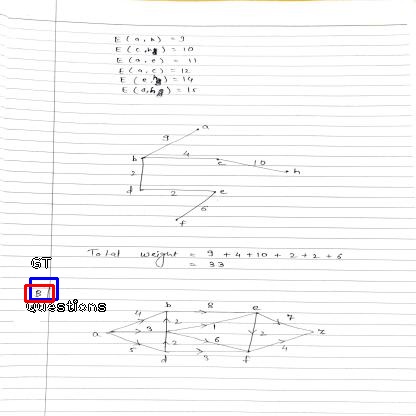 E(a,b) = 9
E(c,h) = 10
E(a,e) = 11
E(a,c) = 12
E(e,h) = 14
E(d,h) = 15
a
9
b
4
c
10
h
2
d
2
e
6
f
Total weight = 9+4+10+2+2+6
= 33
GT
8
Questions
b
8
e
4
2
1
7
a
3
2
z
5
2
6
4
d
3
f